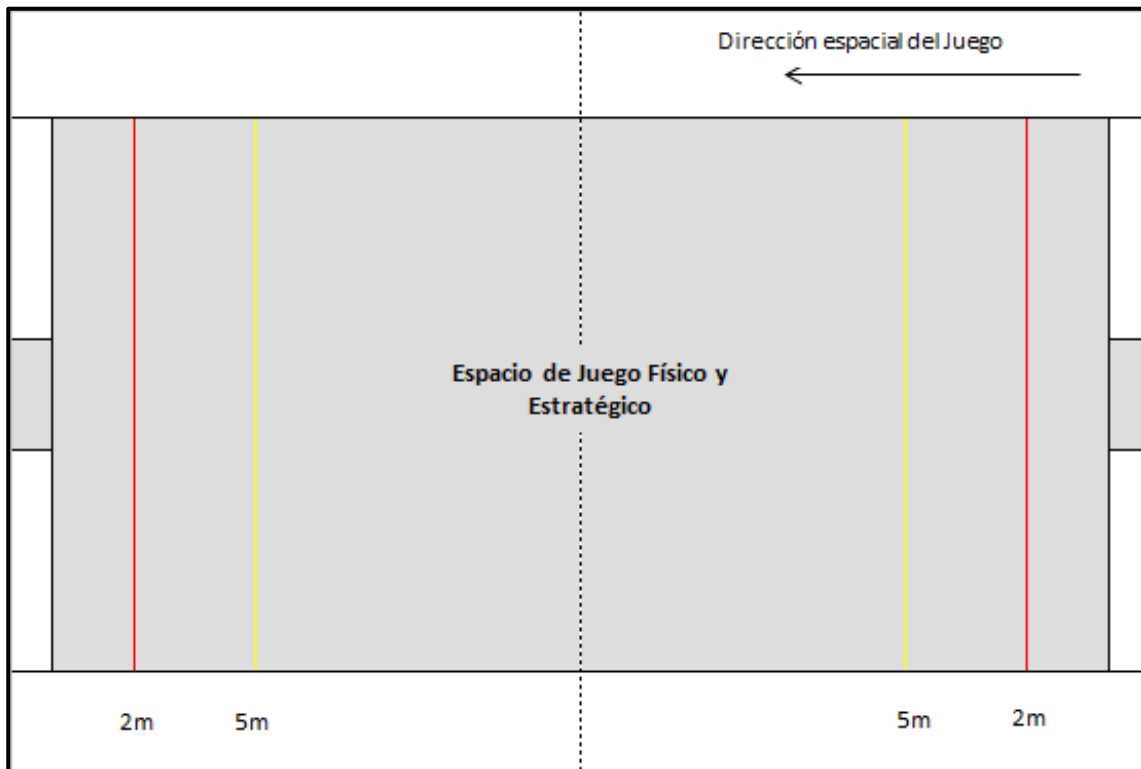 Dirección espacial del Juego
Espacio de Juego Físico y
Estratégico
2m
5m
5m
2m